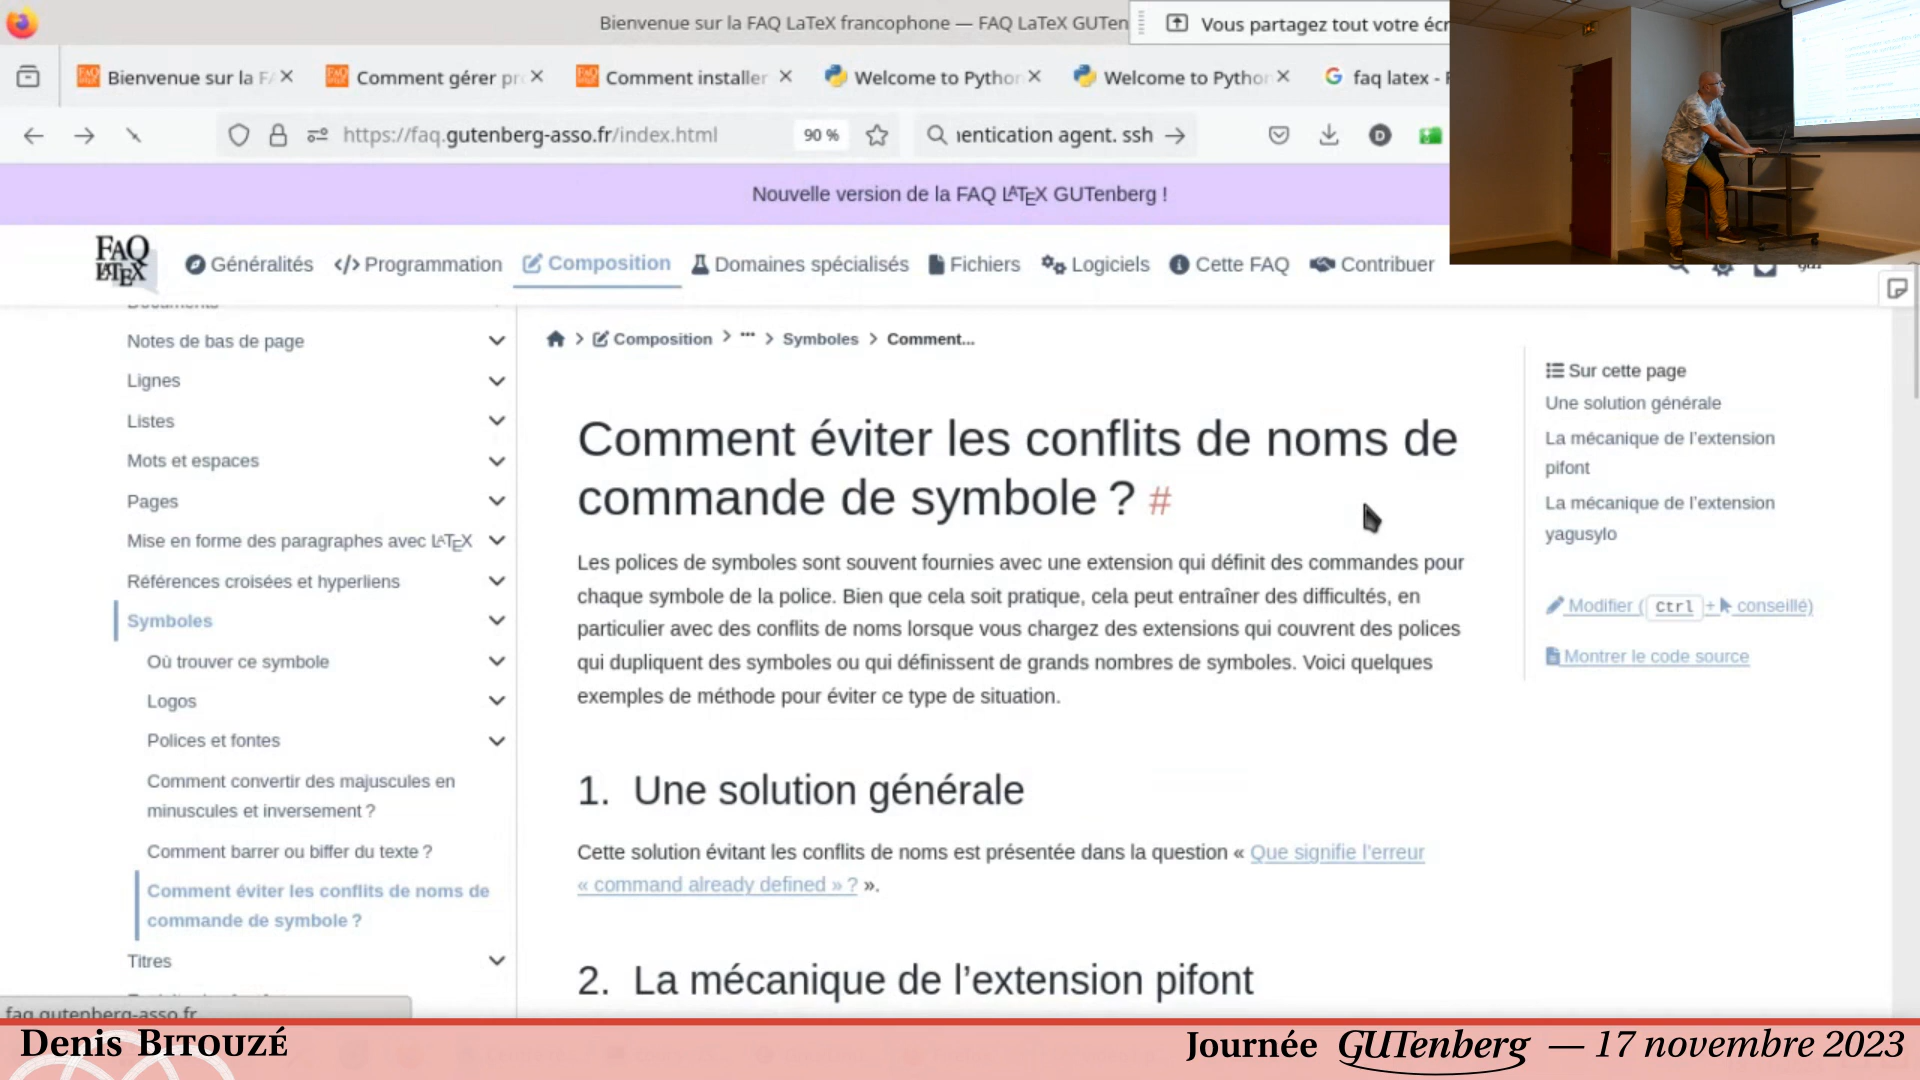 Bienvenue sur la FAQ LaTeX francophone — FAQ LaTeX GUTen
Vous partagez tout votre écr
Bienvenue sur la FA
Comment gérer pr
Comment installer
Welcome to Python
Welcome to Python
faq latex - F
https://faq.gutenberg-asso.fr/index.html
90 %
entication agent. ssh
Nouvelle version de la FAQ LATEX GUTenberg !
FAQ
LATEX
Généralités
</> Programmation
Composition
Domaines spécialisés
Fichiers
Logiciels
Cette FAQ
Contribuer
Notes de bas de page
Lignes
Listes
Mots et espaces
Pages
Mise en forme des paragraphes avec LATEX
Références croisées et hyperliens
Symboles
Où trouver ce symbole
Logos
Polices et fontes
Comment convertir des majuscules en
minuscules et inversement ?
Comment barrer ou biffer du texte ?
Comment éviter les conflits de noms de
commande de symbole ?
Titres
faq.gutenberg-asso.fr
Composition > ··· > Symboles > Comment...
Comment éviter les conflits de noms de
commande de symbole ? #
Les polices de symboles sont souvent fournies avec une extension qui définit des commandes pour
chaque symbole de la police. Bien que cela soit pratique, cela peut entraîner des difficultés, en
particulier avec des conflits de noms lorsque vous chargez des extensions qui couvrent des polices
qui dupliquent des symboles ou qui définissent de grands nombres de symboles. Voici quelques
exemples de méthode pour éviter ce type de situation.
1. Une solution générale
Cette solution évitant les conflits de noms est présentée dans la question « Que signifie l'erreur
« command already defined » ? ».
2. La mécanique de l’extension pifont
Sur cette page
Une solution générale
La mécanique de l’extension
pifont
La mécanique de l’extension
yagusylo
Modifier ( Ctrl + conseillé)
Montrer le code source
Denis BITOUZÉ
Journée GUTenberg — 17 novembre 2023